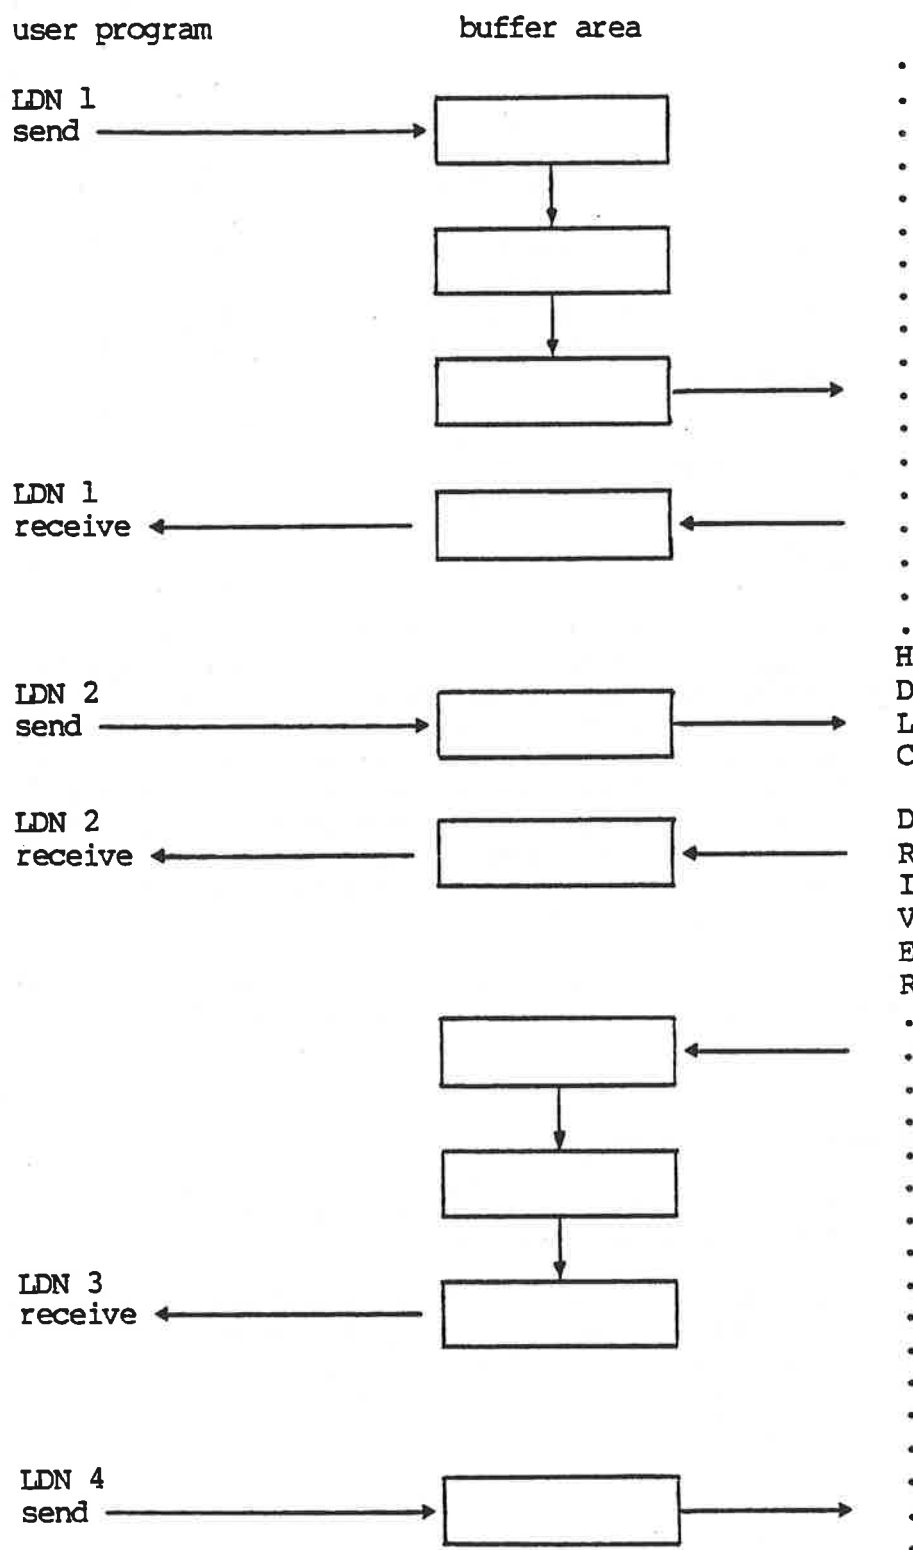 user program
buffer area
LDN 1
send
LDN 1
receive
LDN 2
send
LDN 2
receive
LDN 3
receive
LDN 4
send
H
D
L
C
D
R
I
V
E
R